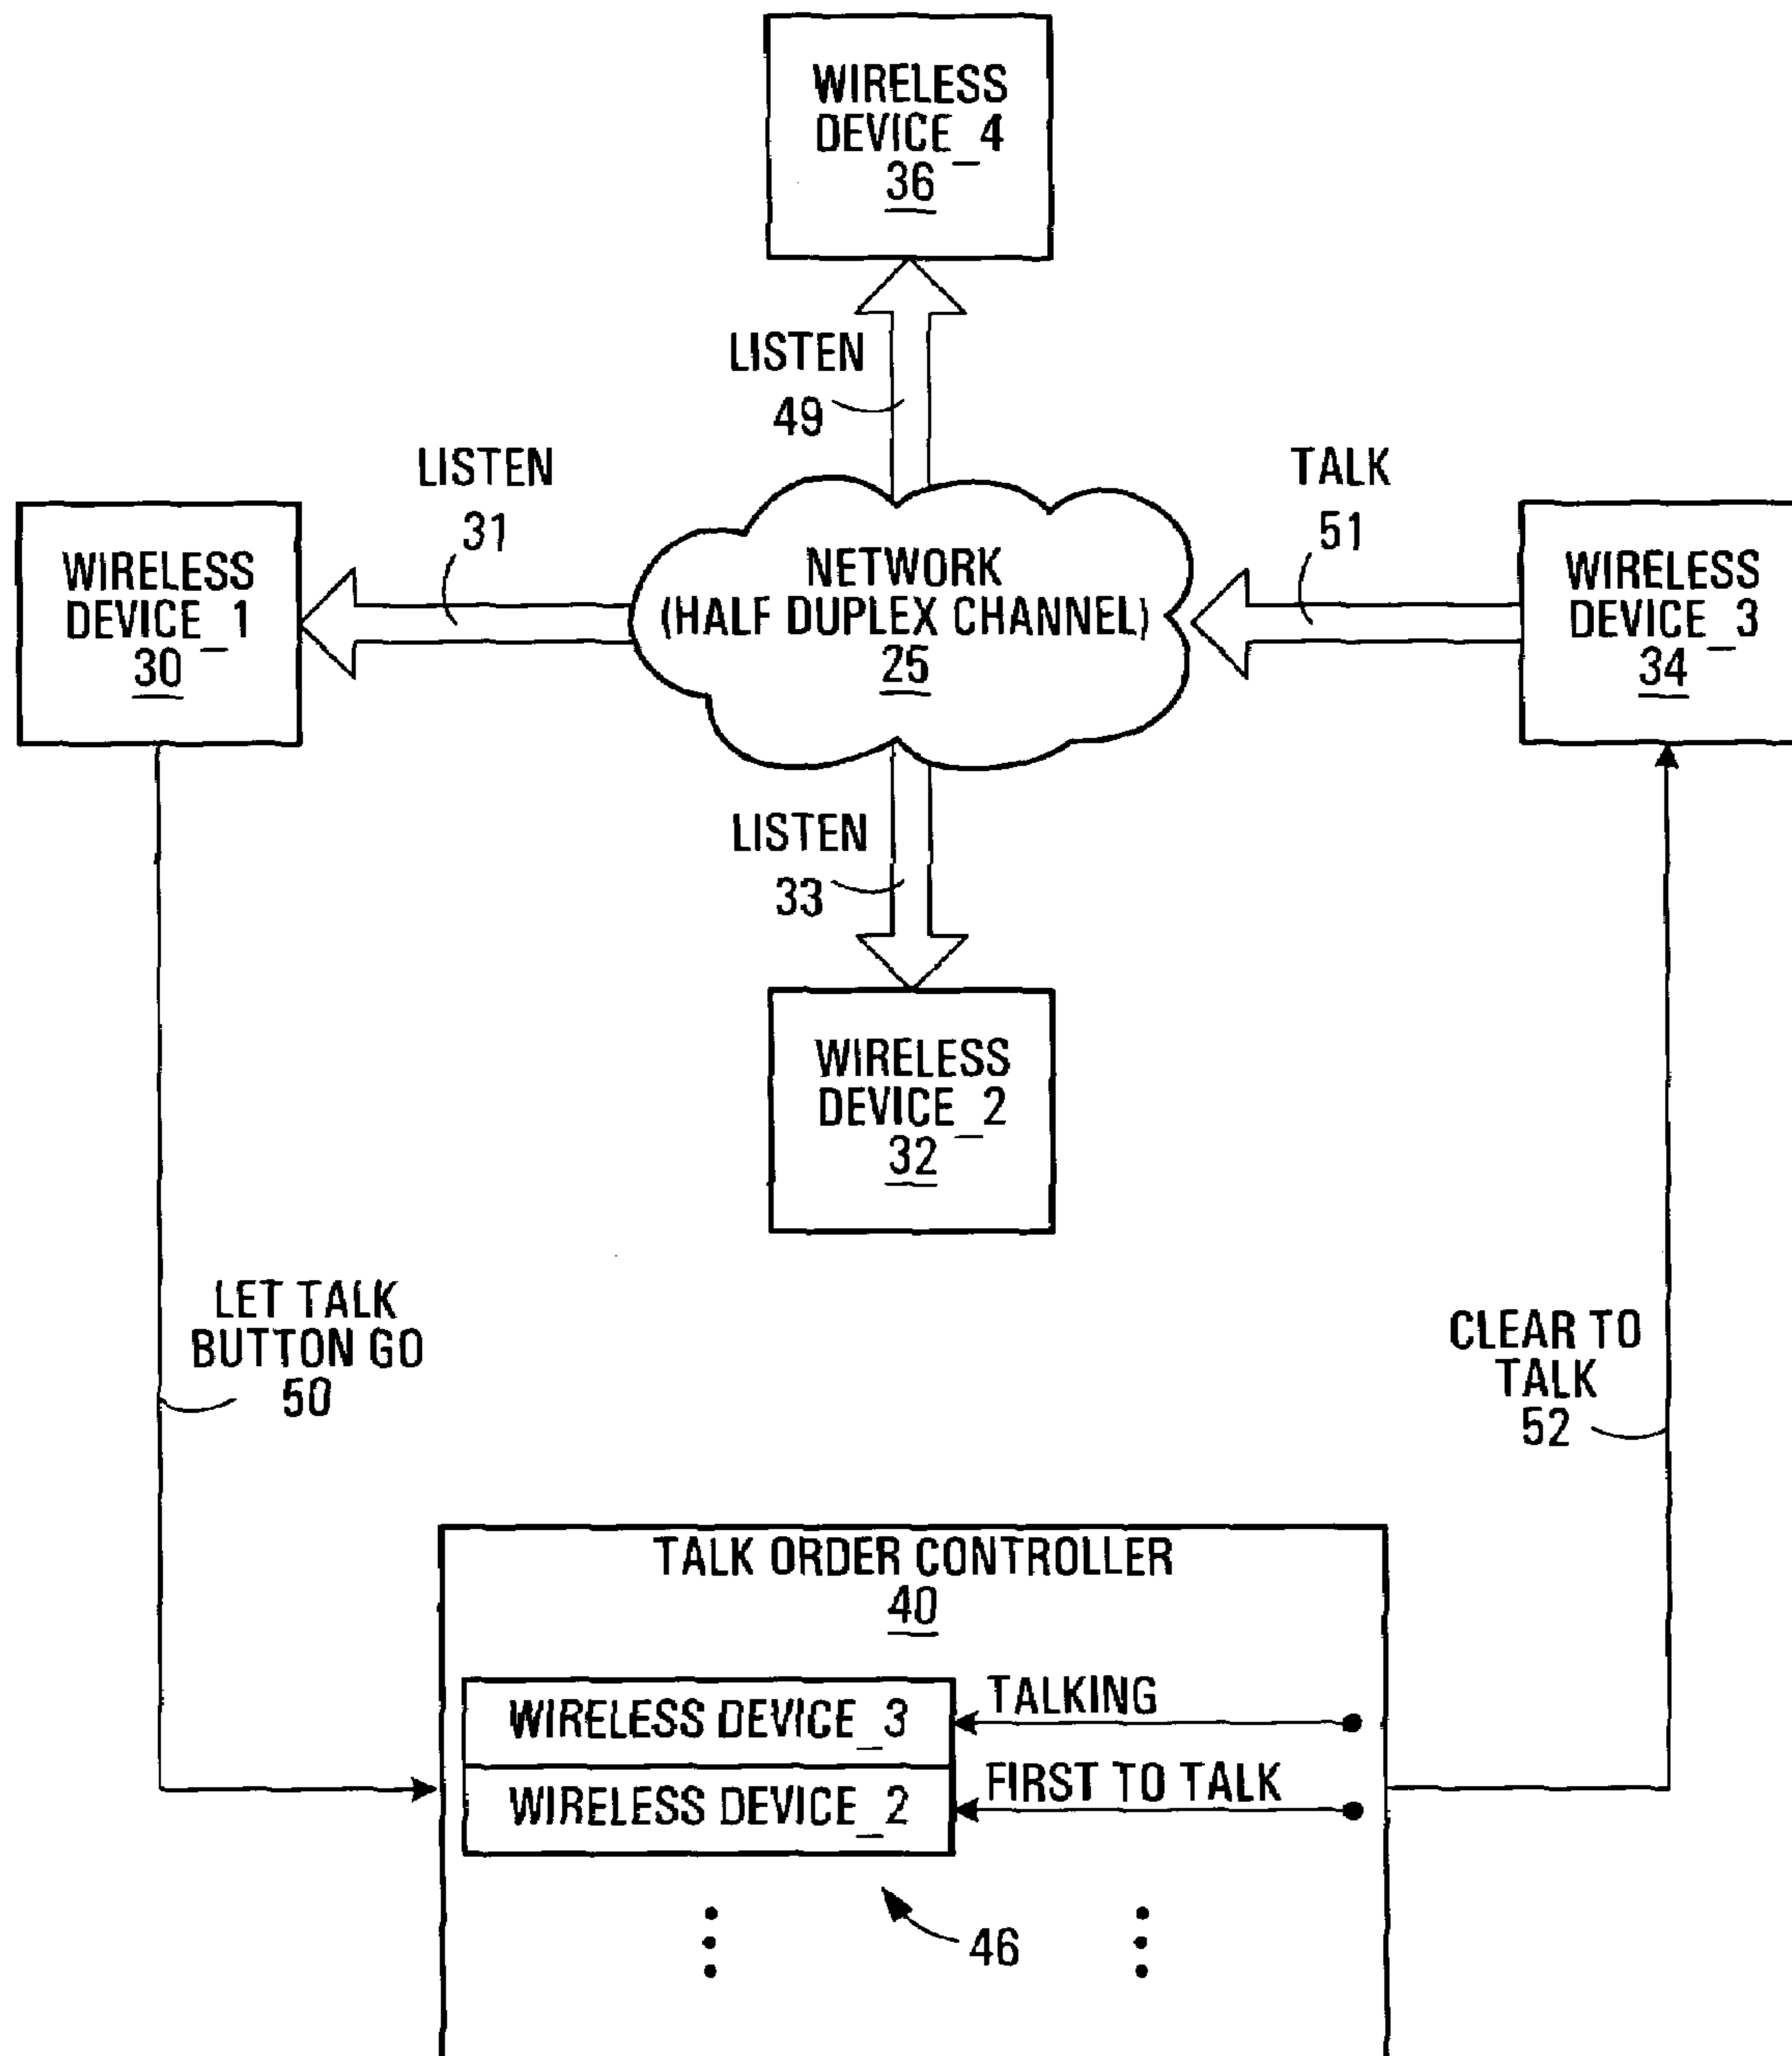 WIRELESS
DEVICE_4
36
LISTEN
49
LISTEN
31
TALK
51
WIRELESS
DEVICE_1
30
NETWORK
(HALF DUPLEX CHANNEL)
25
WIRELESS
DEVICE_3
34
LISTEN
33
WIRELESS
DEVICE_2
32
LET TALK
BUTTON GO
50
CLEAR TO
TALK
52
TALK ORDER CONTROLLER
40
WIRELESS DEVICE_3
TALKING
WIRELESS DEVICE_2
FIRST TO TALK
46